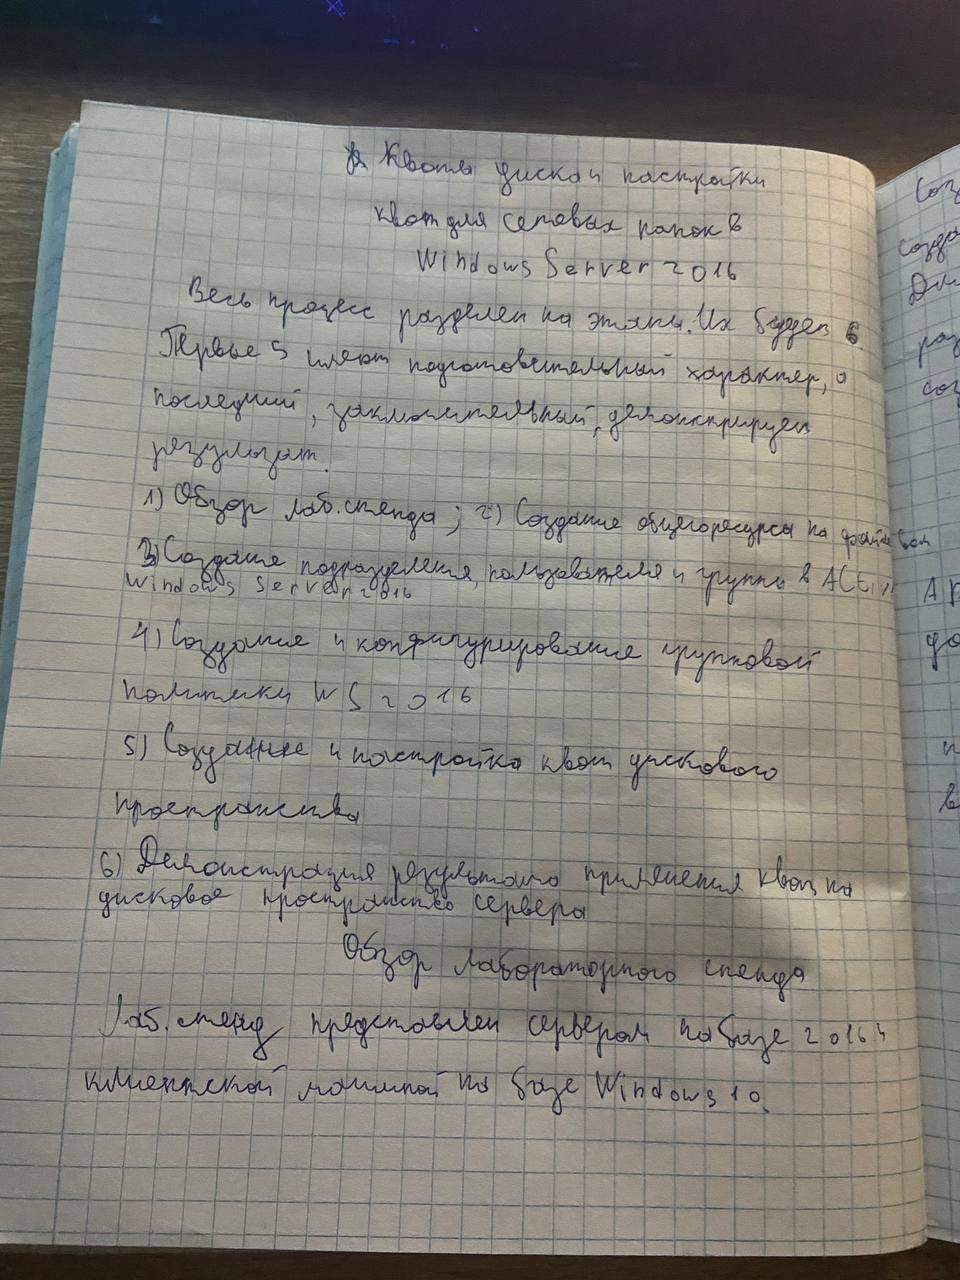 Квоты диска и настройки
квот для сетевых папок в
Windows Server 2016
Весь процесс разделен на этапы. Их будет 6.
Первые 5 имеют подготовительный характер, а
последний, заключительный, демонстрирует
результат.
1) Обзор лаб. стенда; 2) Создание общего ресурсы на файловом
3) Создание подразделения, пользователя и группы в Active
Windows Server 2016
4) Создание и конфигурирование групповой
политики WS 2016
5) Создание и настройка квот дискового
пространства
6) Демонстрация результата применения квот на
дисковое пространство сервера
Обзор лабораторного стенда
Лаб. стенд представлен сервером на базе 2016 и
клиентской машиной на базе Windows 10.